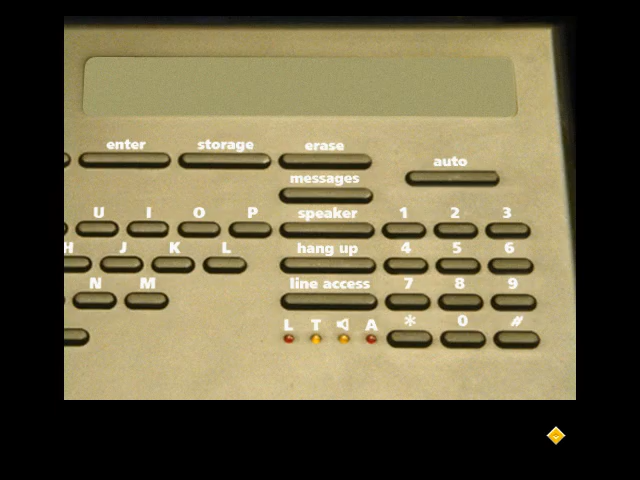 enter storage erase
auto
messages
U I O P speaker 1 2 3
H J K L hang up 4 5 6
N M line access 7 8 9
L T A * 0 #